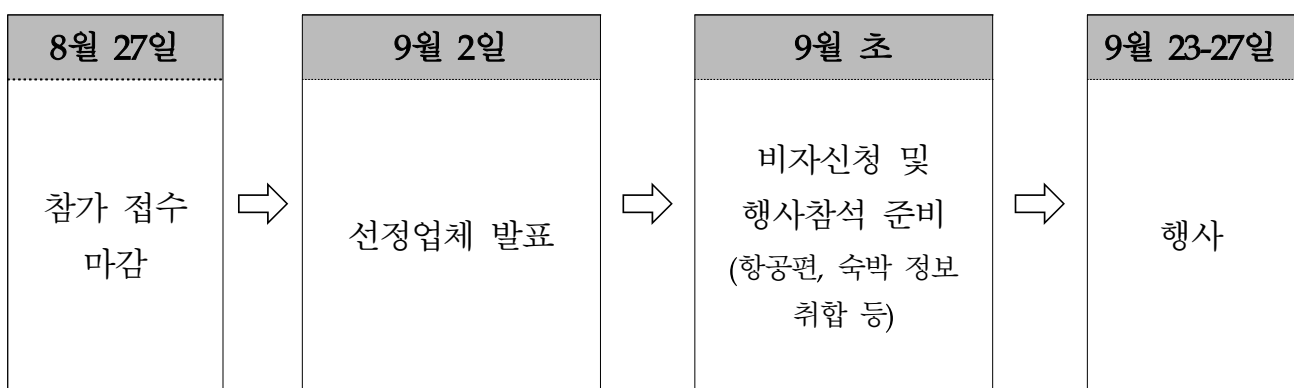 8월 27일
참가 접수
마감
9월 2일
선정업체 발표
9월 초
비자신청 및
행사참석 준비
(항공편, 숙박 정보
취합 등)
9월 23-27일
행사